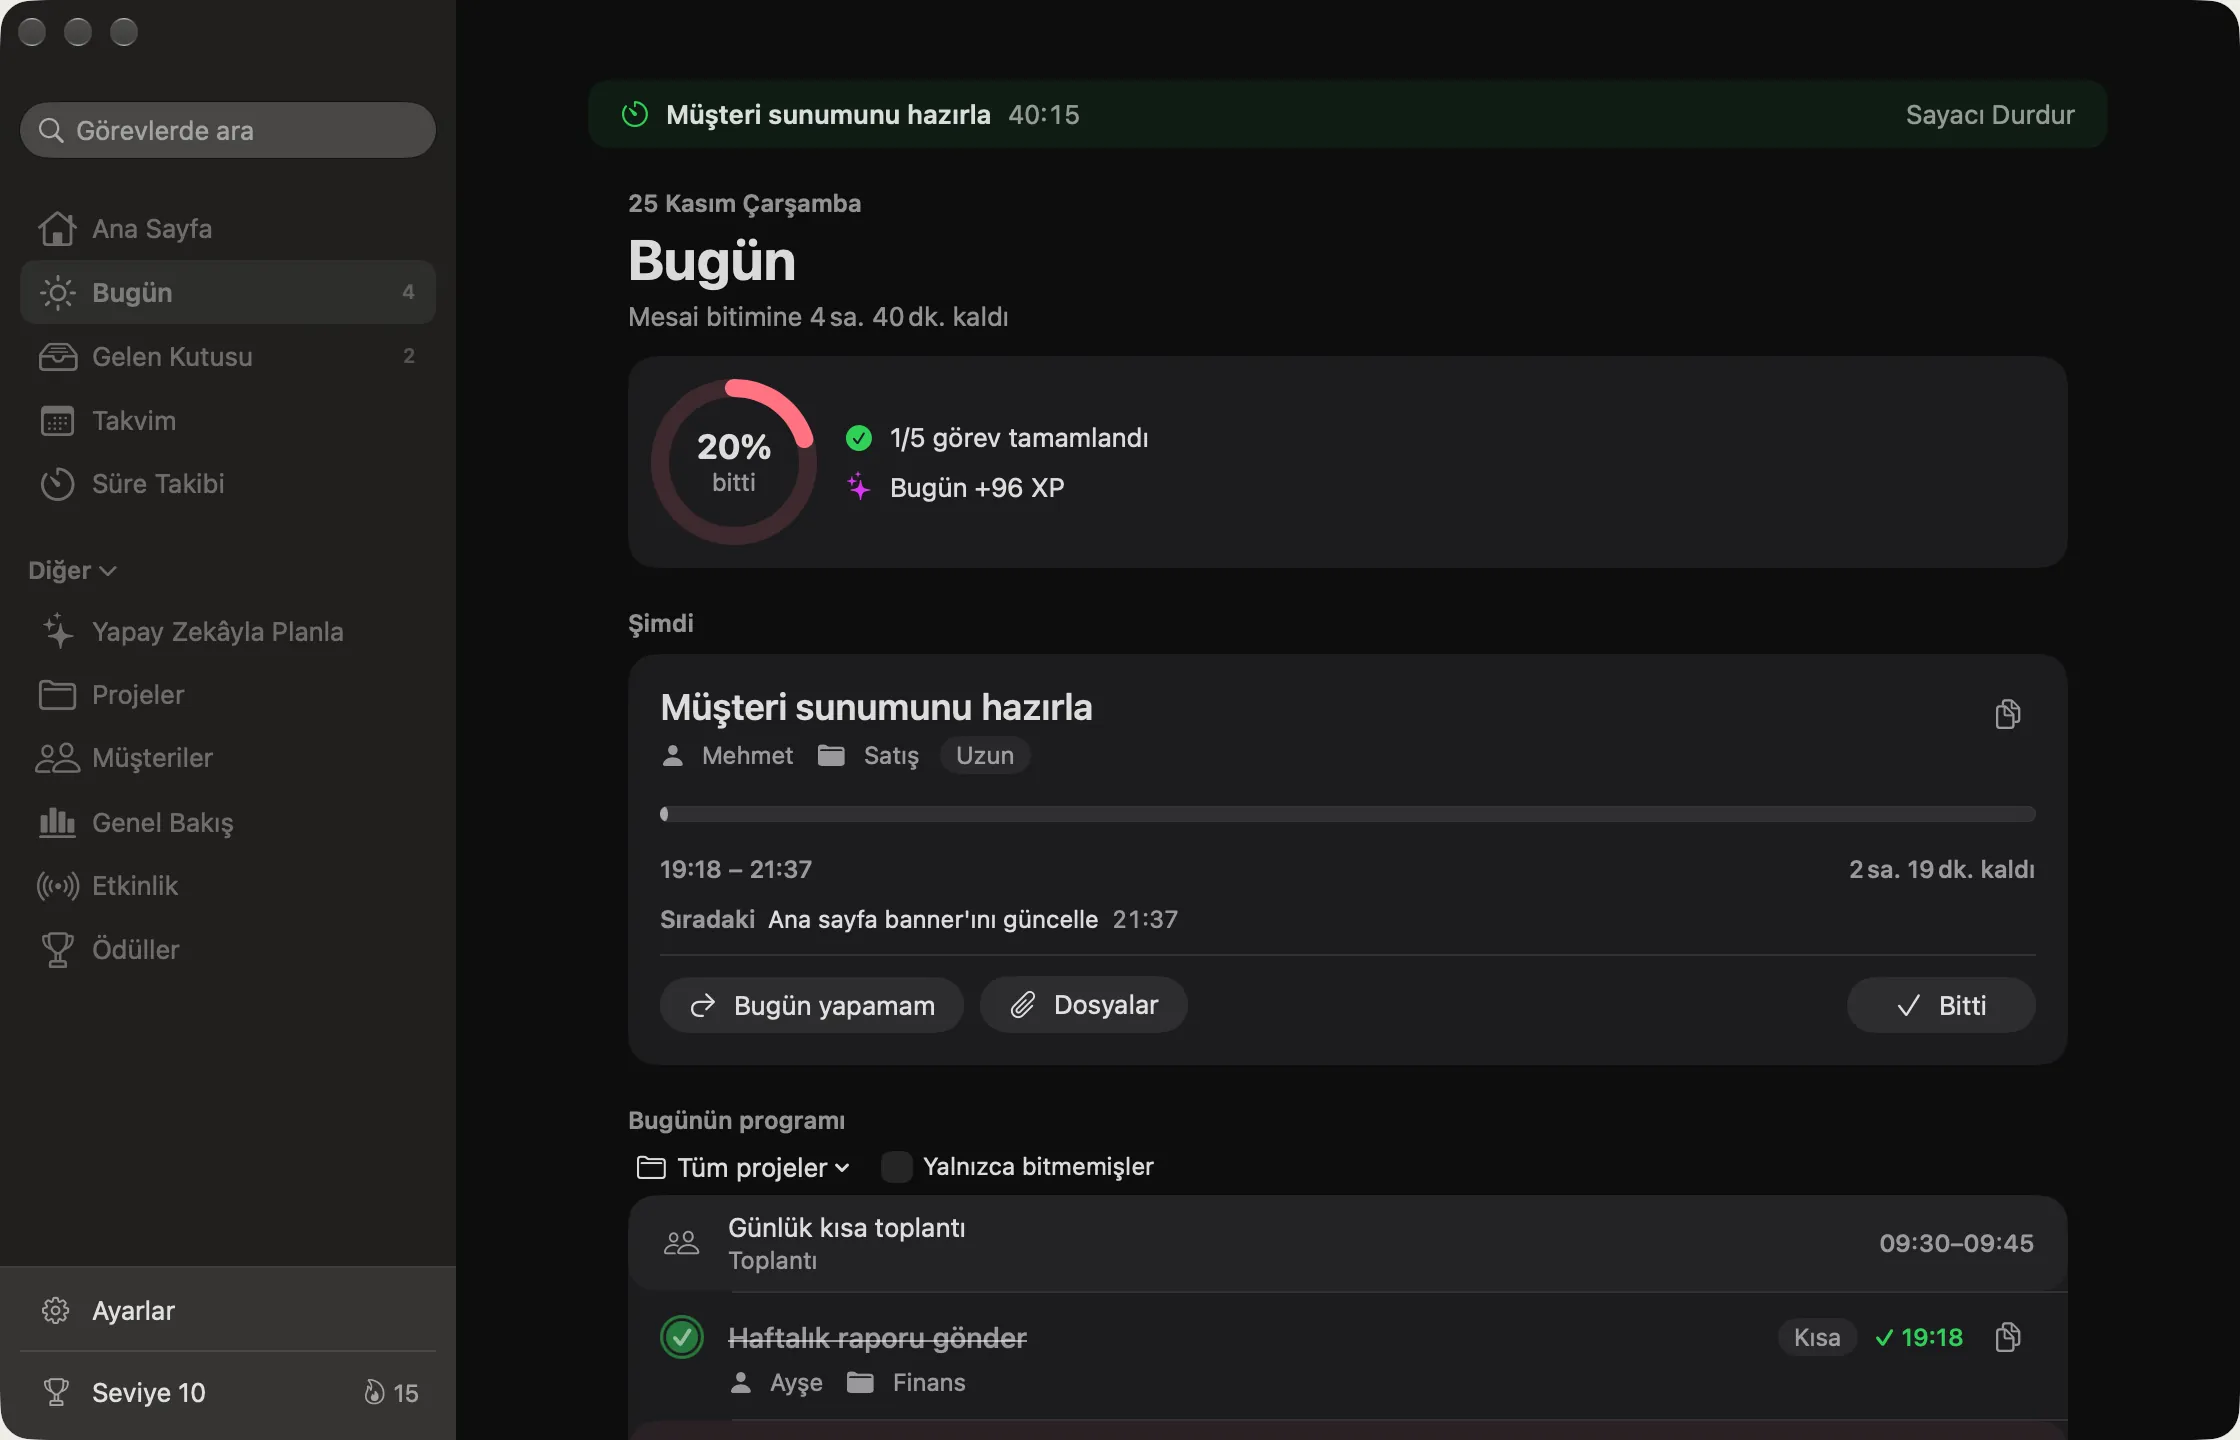 Görevlerde ara
Ana Sayfa
Bugün 4
Gelen Kutusu 2
Takvim
Süre Takibi
Diğer
Yapay Zekâyla Planla
Projeler
Müşteriler
Genel Bakış
Etkinlik
Ödüller
Ayarlar
Seviye 10 15
Müşteri sunumunu hazırla 40:15 Sayacı Durdur
25 Kasım Çarşamba
Bugün
Mesai bitimine 4 sa. 40 dk. kaldı
20%
bitti
1/5 görev tamamlandı
Bugün +96 XP
Şimdi
Müşteri sunumunu hazırla
Mehmet Satış Uzun
19:18 – 21:37 2 sa. 19 dk. kaldı
Sıradaki Ana sayfa banner'ını güncelle 21:37
Bugün yapamam Dosyalar Bitti
Bugünün programı
Tüm projeler Yalnızca bitmemişler
Günlük kısa toplantı 09:30–09:45
Toplantı
Haftalık raporu gönder Kısa 19:18
Ayşe Finans